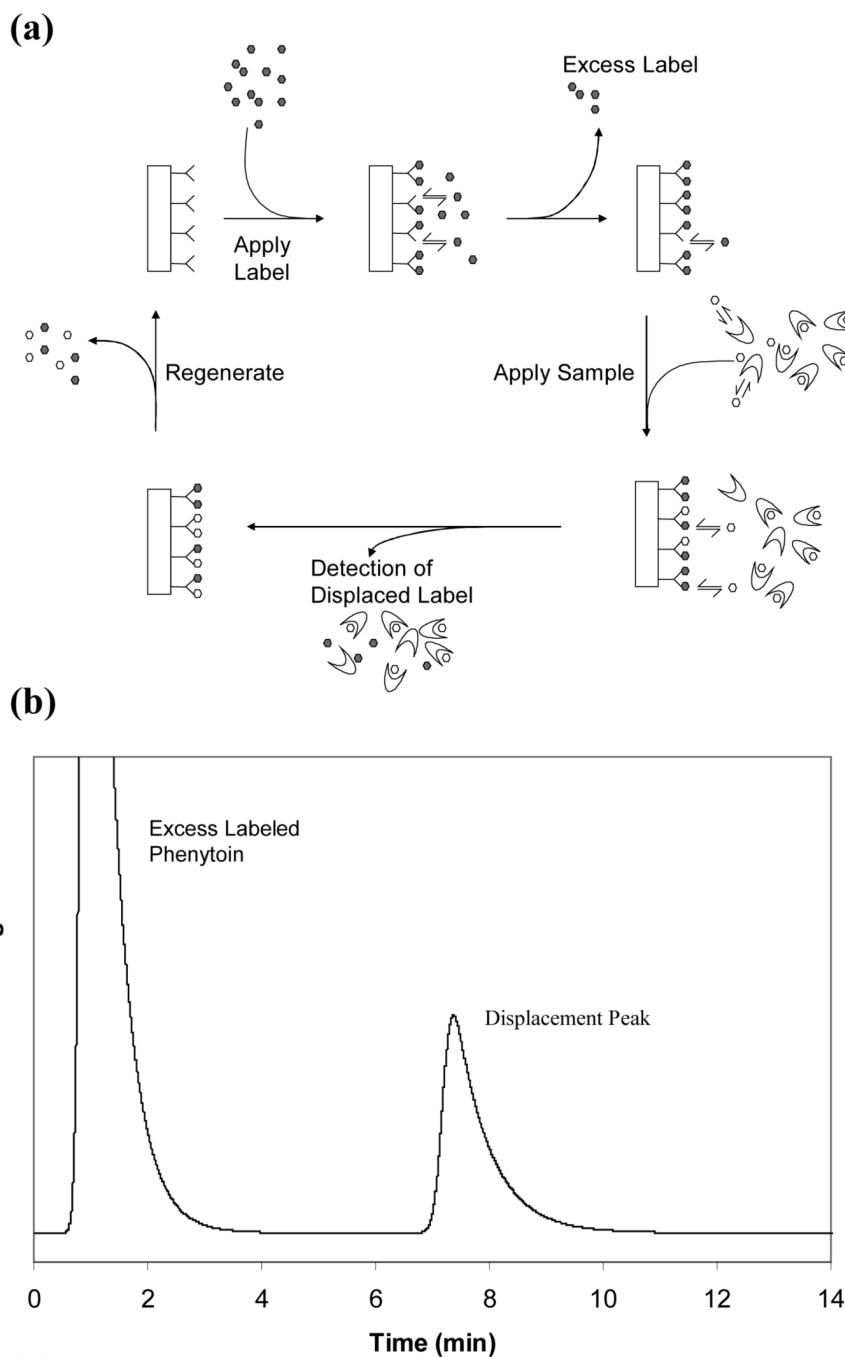 (a)
Excess Label
Apply
Label
Regenerate
Apply Sample
Detection of
Displaced Label
(b)
Excess Labeled
Phenytoin
Displacement Peak
0 2 4 6 8 10 12 14
Time (min)